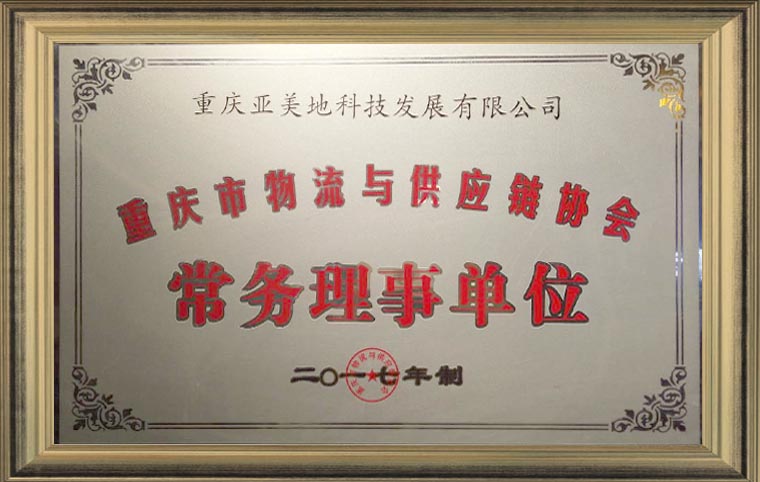 重庆亚美地科技发展有限公司
重庆市物流与供应链协会
常务理事单位
二〇一七年制